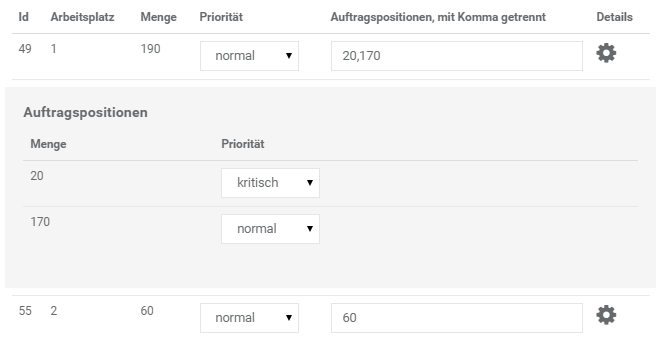 Id Arbeitsplatz Menge Priorität Auftragspositionen, mit Komma getrennt Details
49 1 190 normal 20,170
Auftragspositionen
Menge Priorität
20 kritisch
170 normal
55 2 60 normal 60